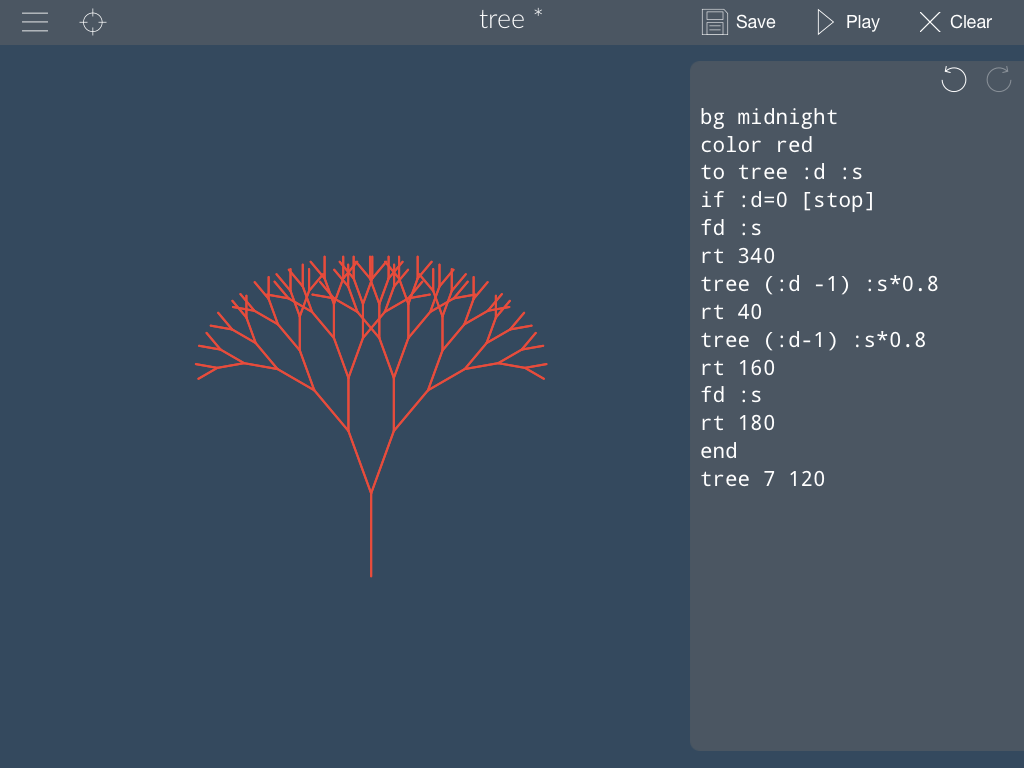 tree *
Save
Play
Clear
bg midnight
color red
to tree :d :s
if :d=0 [stop]
fd :s
rt 340
tree (:d -1) :s*0.8
rt 40
tree (:d-1) :s*0.8
rt 160
fd :s
rt 180
end
tree 7 120